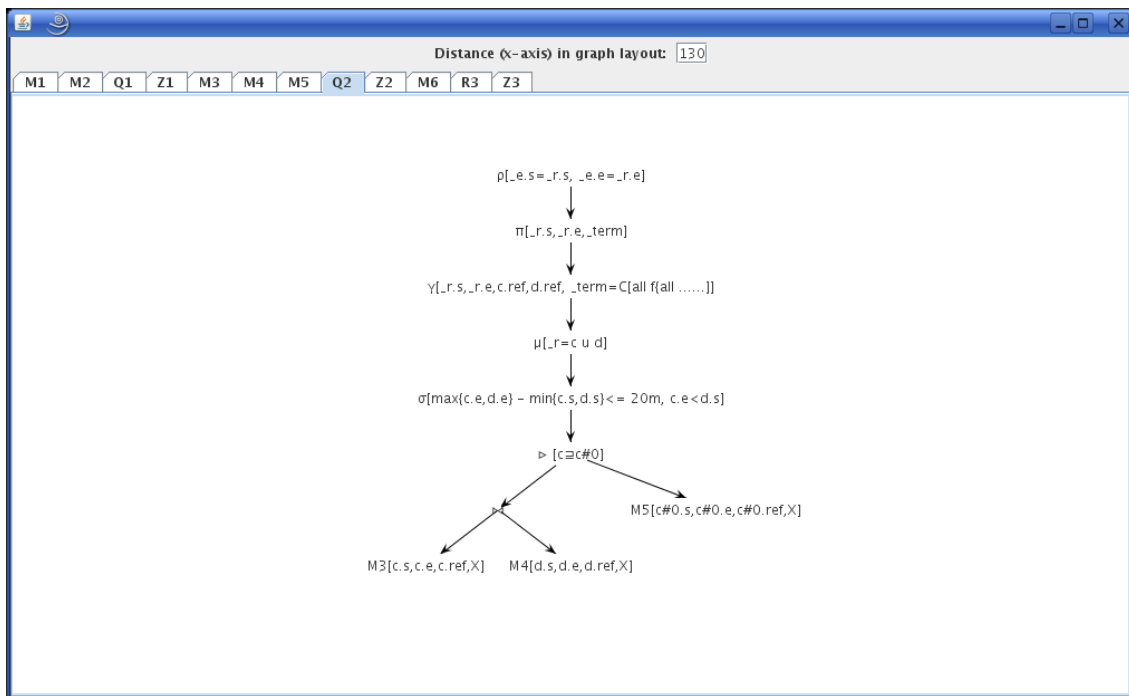 Distance (x-axis) in graph layout: 130
M1 M2 Q1 Z1 M3 M4 M5 Q2 Z2 M6 R3 Z3
ρ[_e.s=_r.s, _e.e=_r.e]
π[_r.s,_r.e,_term]
γ[_r.s,_r.e,c.ref,d.ref, _term=C[all f{all ......]]
μ[_r=c u d]
σ[max{c.e,d.e} - min{c.s,d.s}<= 20m, c.e<d.s]
▷ [c⊒c#0]
⋈
M5[c#0.s,c#0.e,c#0.ref,X]
M3[c.s,c.e,c.ref,X] M4[d.s,d.e,d.ref,X]